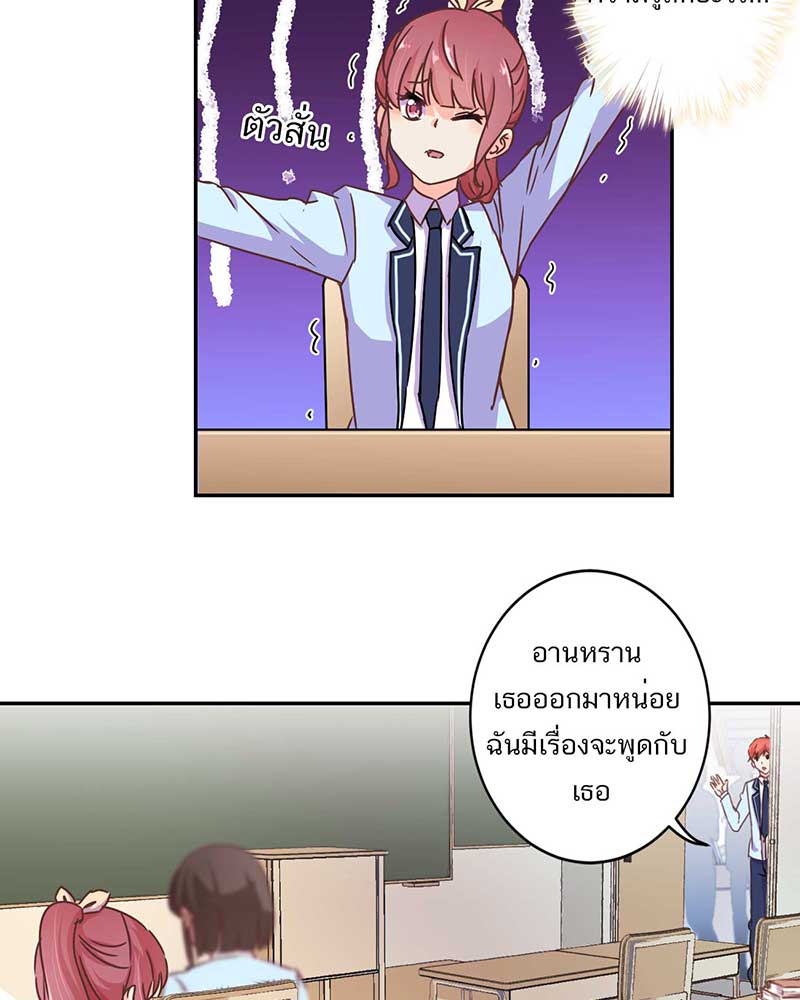 ตัวสั่น
อานหราน
เธอออกมาหน่อย
ฉันมีเรื่องจะพูดกับ
เธอ